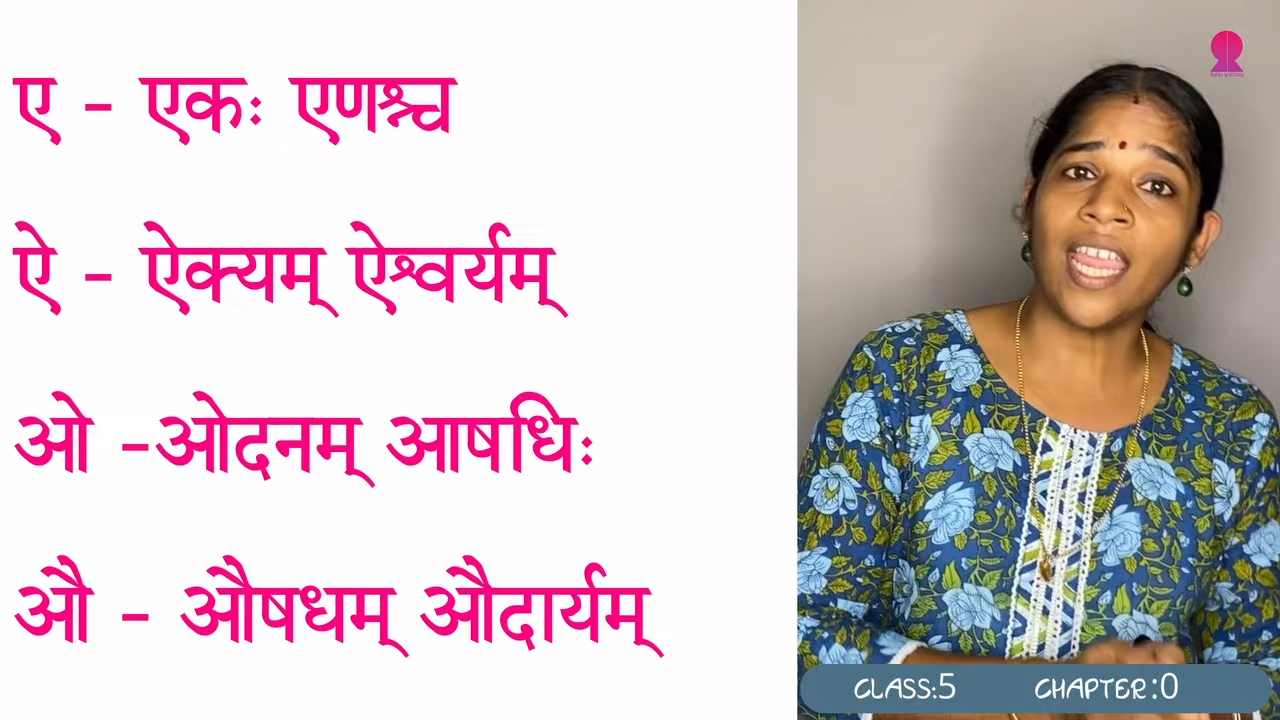 ए - एकः एणश्च
ऐ - ऐक्यम् ऐश्वर्यम्
ओ -ओदनम् आषधिः
औ - औषधम् औदार्यम्
CLASS:5 CHAPTER:0